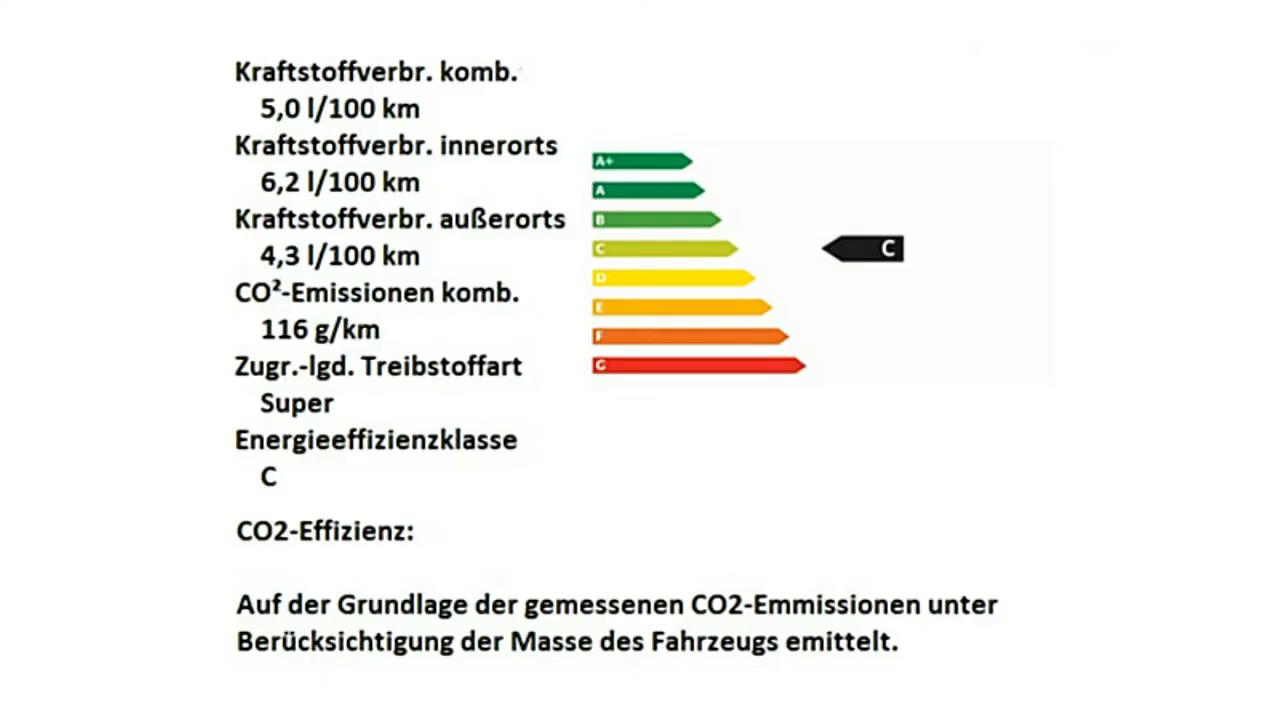 Kraftstoffverbr. komb.
5,0 l/100 km
Kraftstoffverbr. innerorts
6,2 l/100 km
Kraftstoffverbr. außerorts
4,3 l/100 km
CO²-Emissionen komb.
116 g/km
Zugr.-lgd. Treibstoffart
Super
Energieeffizienzklasse
C
A+
A
B
C
D
E
F
G
C
CO2-Effizienz:
Auf der Grundlage der gemessenen CO2-Emmissionen unter
Berücksichtigung der Masse des Fahrzeugs emittelt.